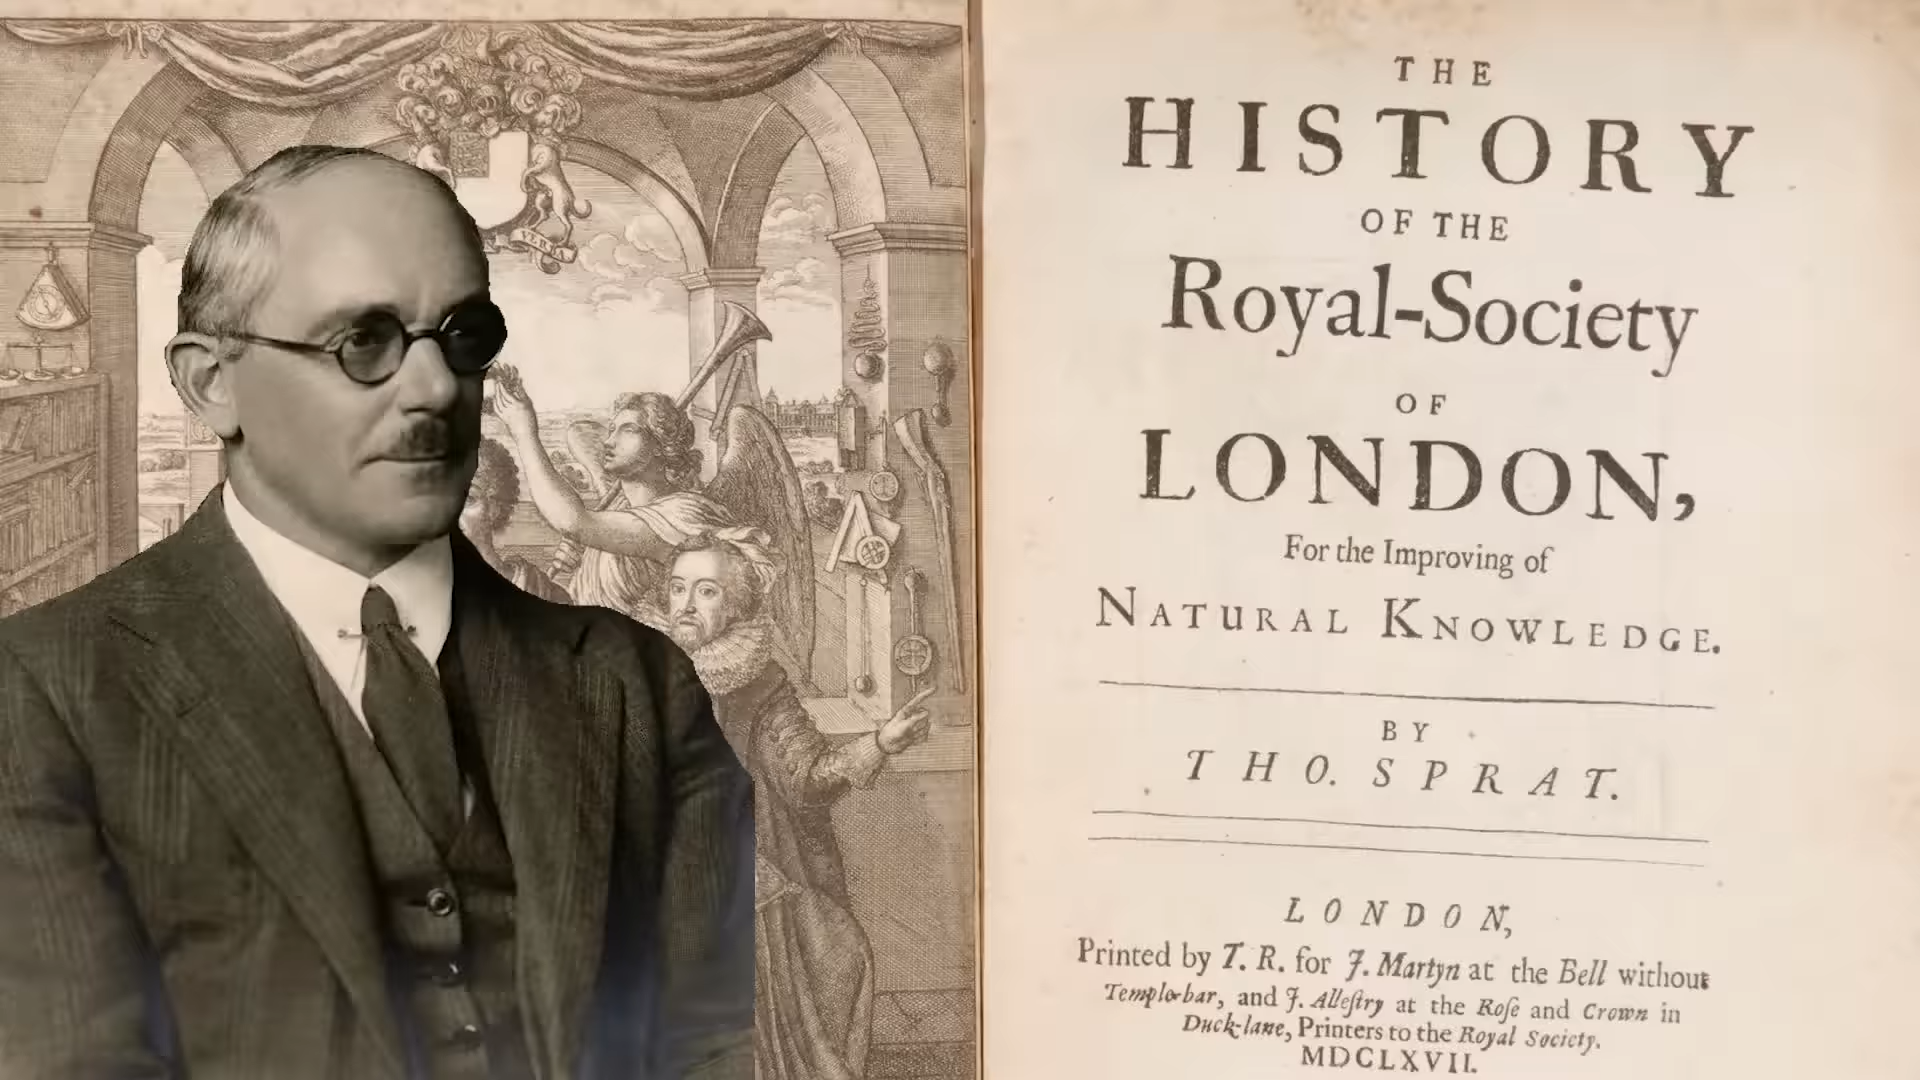 VERBA
THE
HISTORY
OF THE
Royal-Society
OF
LONDON,
For the Improving of
NATURAL KNOWLEDGE.
BY
THO. SPRAT.
LONDON,
Printed by T. R. for J. Martyn at the Bell without
Temple-bar, and J. Alleſtry at the Roſe and Crown in
Duck-lane, Printers to the Royal Society.
MDCLXVII.